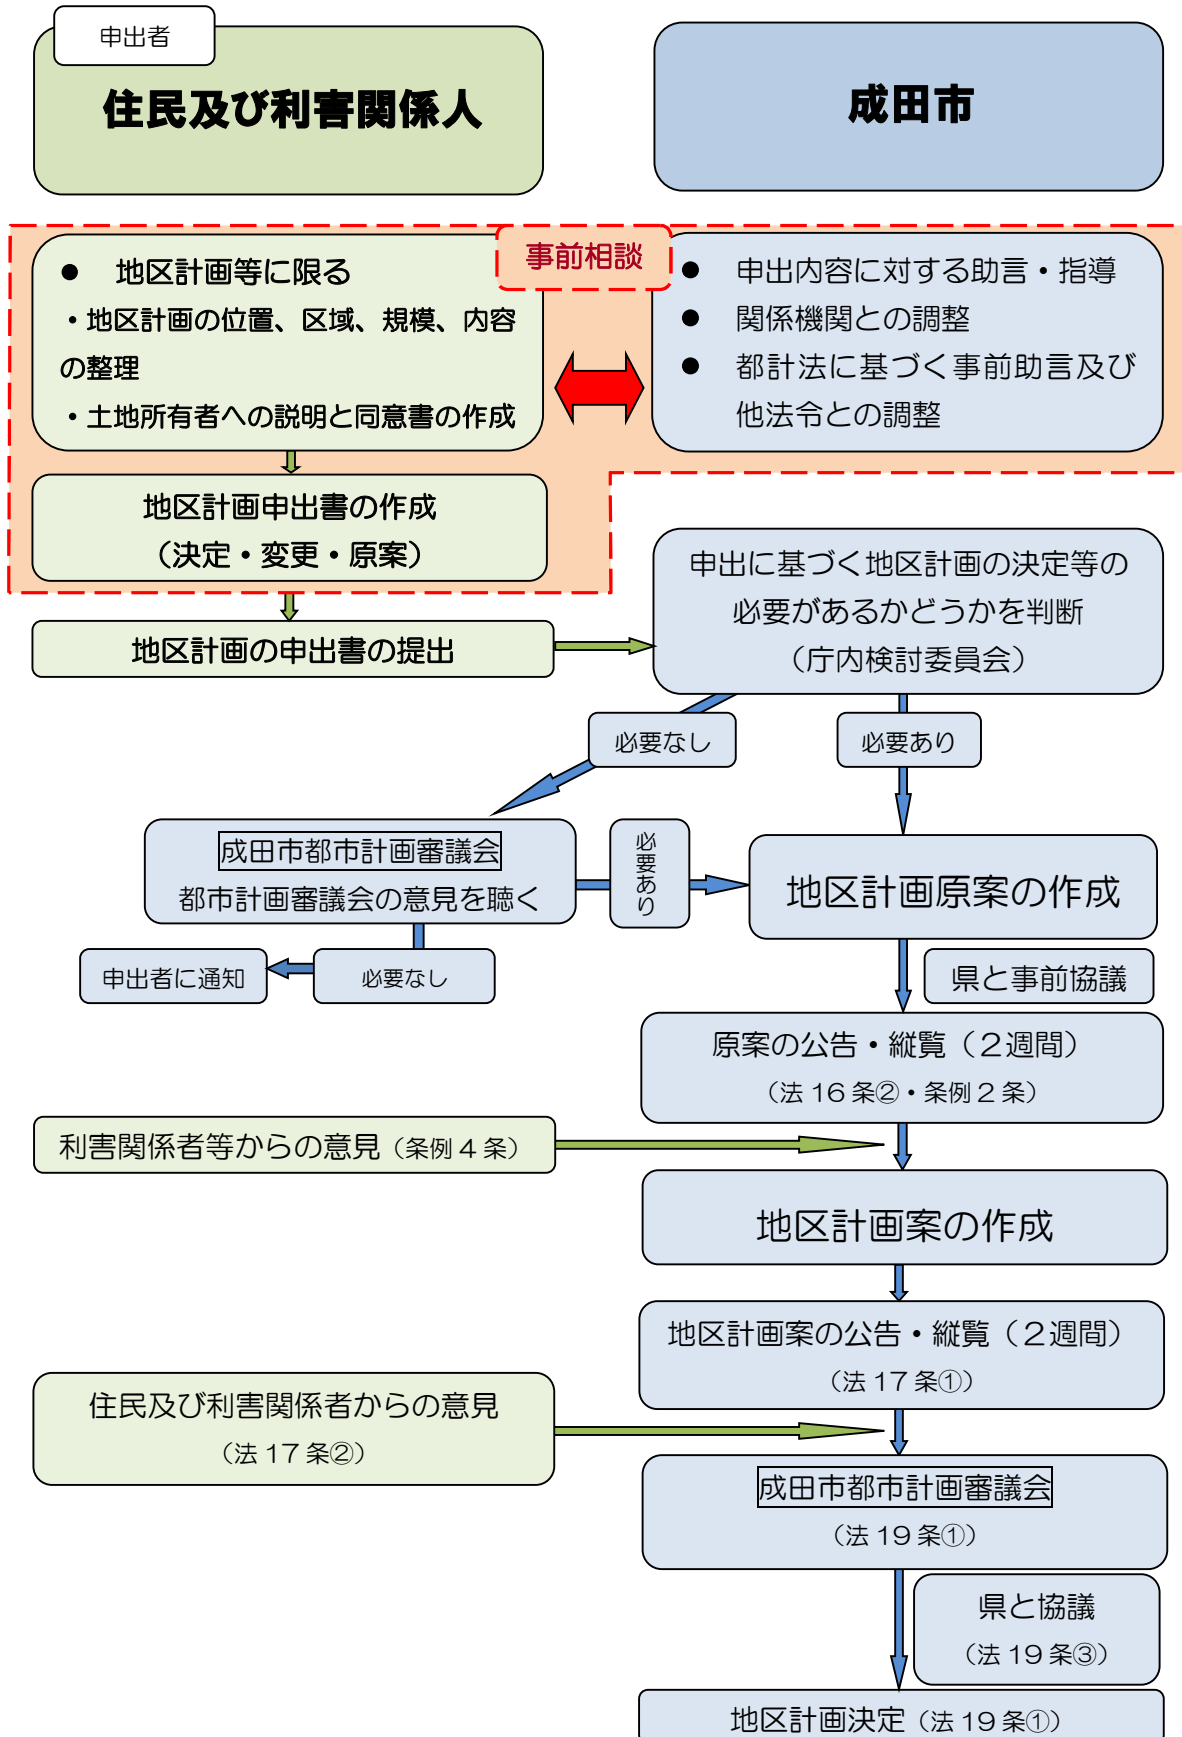 申出者
住民及び利害関係人
成田市
事前相談
● 地区計画等に限る
・地区計画の位置、区域、規模、内容
の整理
・土地所有者への説明と同意書の作成
● 申出内容に対する助言・指導
● 関係機関との調整
● 都計法に基づく事前助言及び
他法令との調整
地区計画申出書の作成
（決定・変更・原案）
地区計画の申出書の提出
申出に基づく地区計画の決定等の
必要があるかどうかを判断
（庁内検討委員会）
必要なし
必要あり
成田市都市計画審議会
都市計画審議会の意見を聴く
必要あり
地区計画原案の作成
申出者に通知
必要なし
県と事前協議
原案の公告・縦覧（２週間）
（法 16 条②・条例 2 条）
利害関係者等からの意見（条例 4 条）
地区計画案の作成
地区計画案の公告・縦覧（２週間）
（法 17 条①）
住民及び利害関係者からの意見
（法 17 条②）
成田市都市計画審議会
（法 19 条①）
県と協議
（法 19 条③）
地区計画決定（法 19 条①）